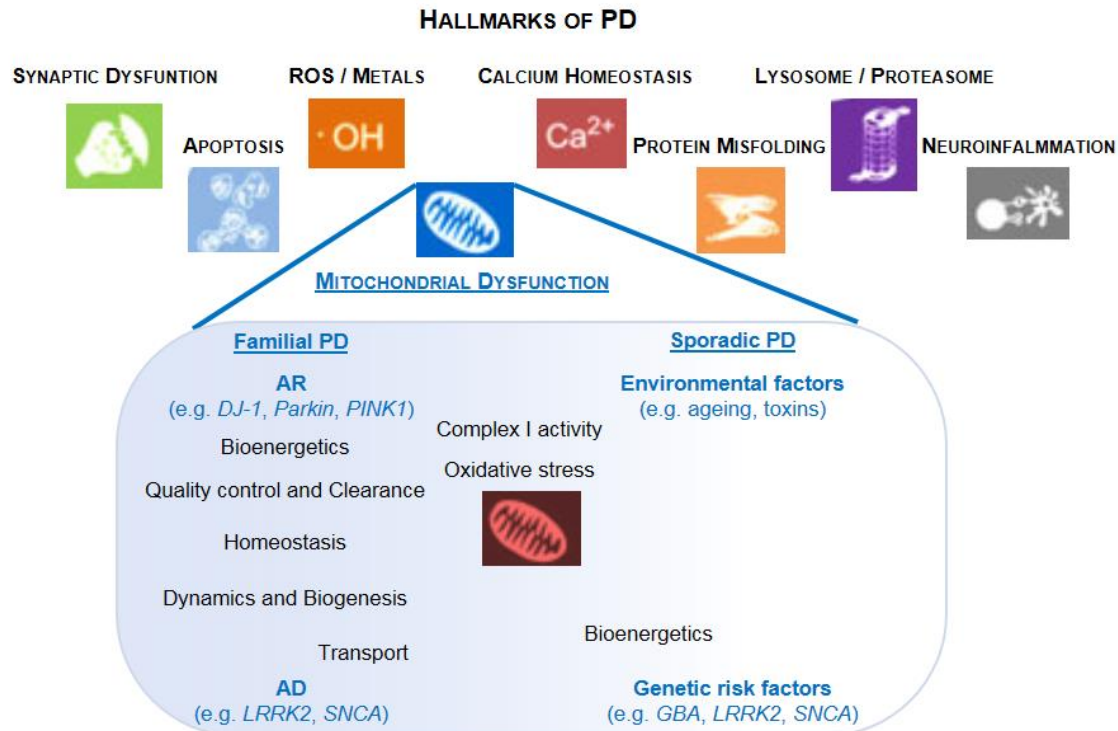 HALLMARKS OF PD
SYNAPTIC DYSFUNTION
ROS / METALS
CALCIUM HOMEOSTASIS
LYSOSOME / PROTEASOME
· OH
Ca²⁺
APOPTOSIS
PROTEIN MISFOLDING
NEUROINFALMMATION
MITOCHONDRIAL DYSFUNCTION
Familial PD
Sporadic PD
AR
(e.g. DJ-1, Parkin, PINK1)
Environmental factors
(e.g. ageing, toxins)
Complex I activity
Bioenergetics
Oxidative stress
Quality control and Clearance
Homeostasis
Dynamics and Biogenesis
Bioenergetics
Transport
AD
(e.g. LRRK2, SNCA)
Genetic risk factors
(e.g. GBA, LRRK2, SNCA)